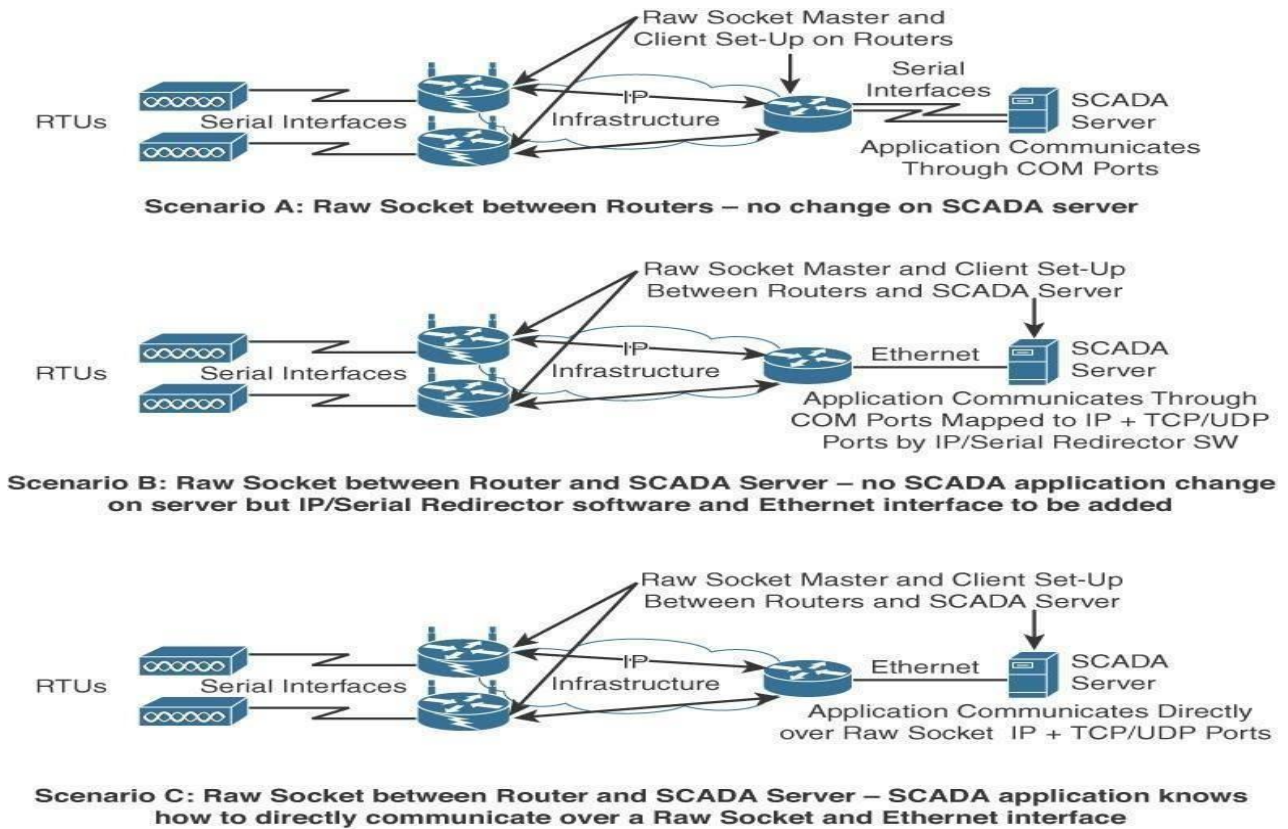 Raw Socket Master and
Client Set-Up on Routers
Serial
Interfaces
IP
Infrastructure
RTUs
Serial Interfaces
SCADA
Server
Application Communicates
Through COM Ports
Scenario A: Raw Socket between Routers – no change on SCADA server
Raw Socket Master and Client Set-Up
Between Routers and SCADA Server
IP
Infrastructure
Ethernet
SCADA
Server
RTUs
Serial Interfaces
Application Communicates Through
COM Ports Mapped to IP + TCP/UDP
Ports by IP/Serial Redirector SW
Scenario B: Raw Socket between Router and SCADA Server – no SCADA application change
on server but IP/Serial Redirector software and Ethernet interface to be added
Raw Socket Master and Client Set-Up
Between Routers and SCADA Server
IP
Infrastructure
Ethernet
SCADA
Server
RTUs
Serial Interfaces
Application Communicates Directly
over Raw Socket IP + TCP/UDP Ports
Scenario C: Raw Socket between Router and SCADA Server – SCADA application knows
how to directly communicate over a Raw Socket and Ethernet interface